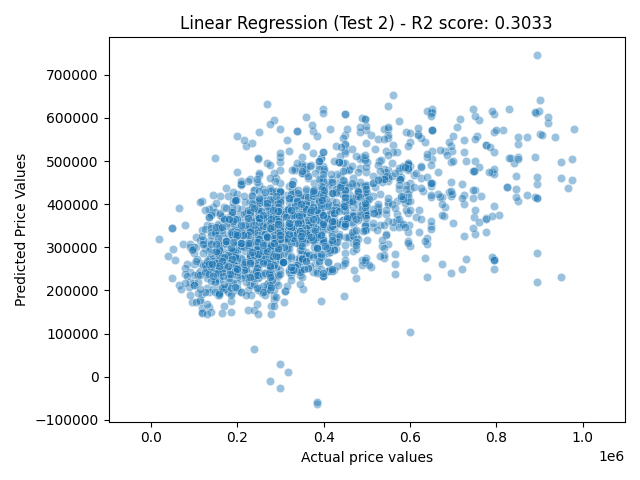 Linear Regression (Test 2) - R2 score: 0.3033
Predicted Price Values
700000
600000
500000
400000
300000
200000
100000
0
−100000
0.0 0.2 0.4 0.6 0.8 1.0
1e6
Actual price values